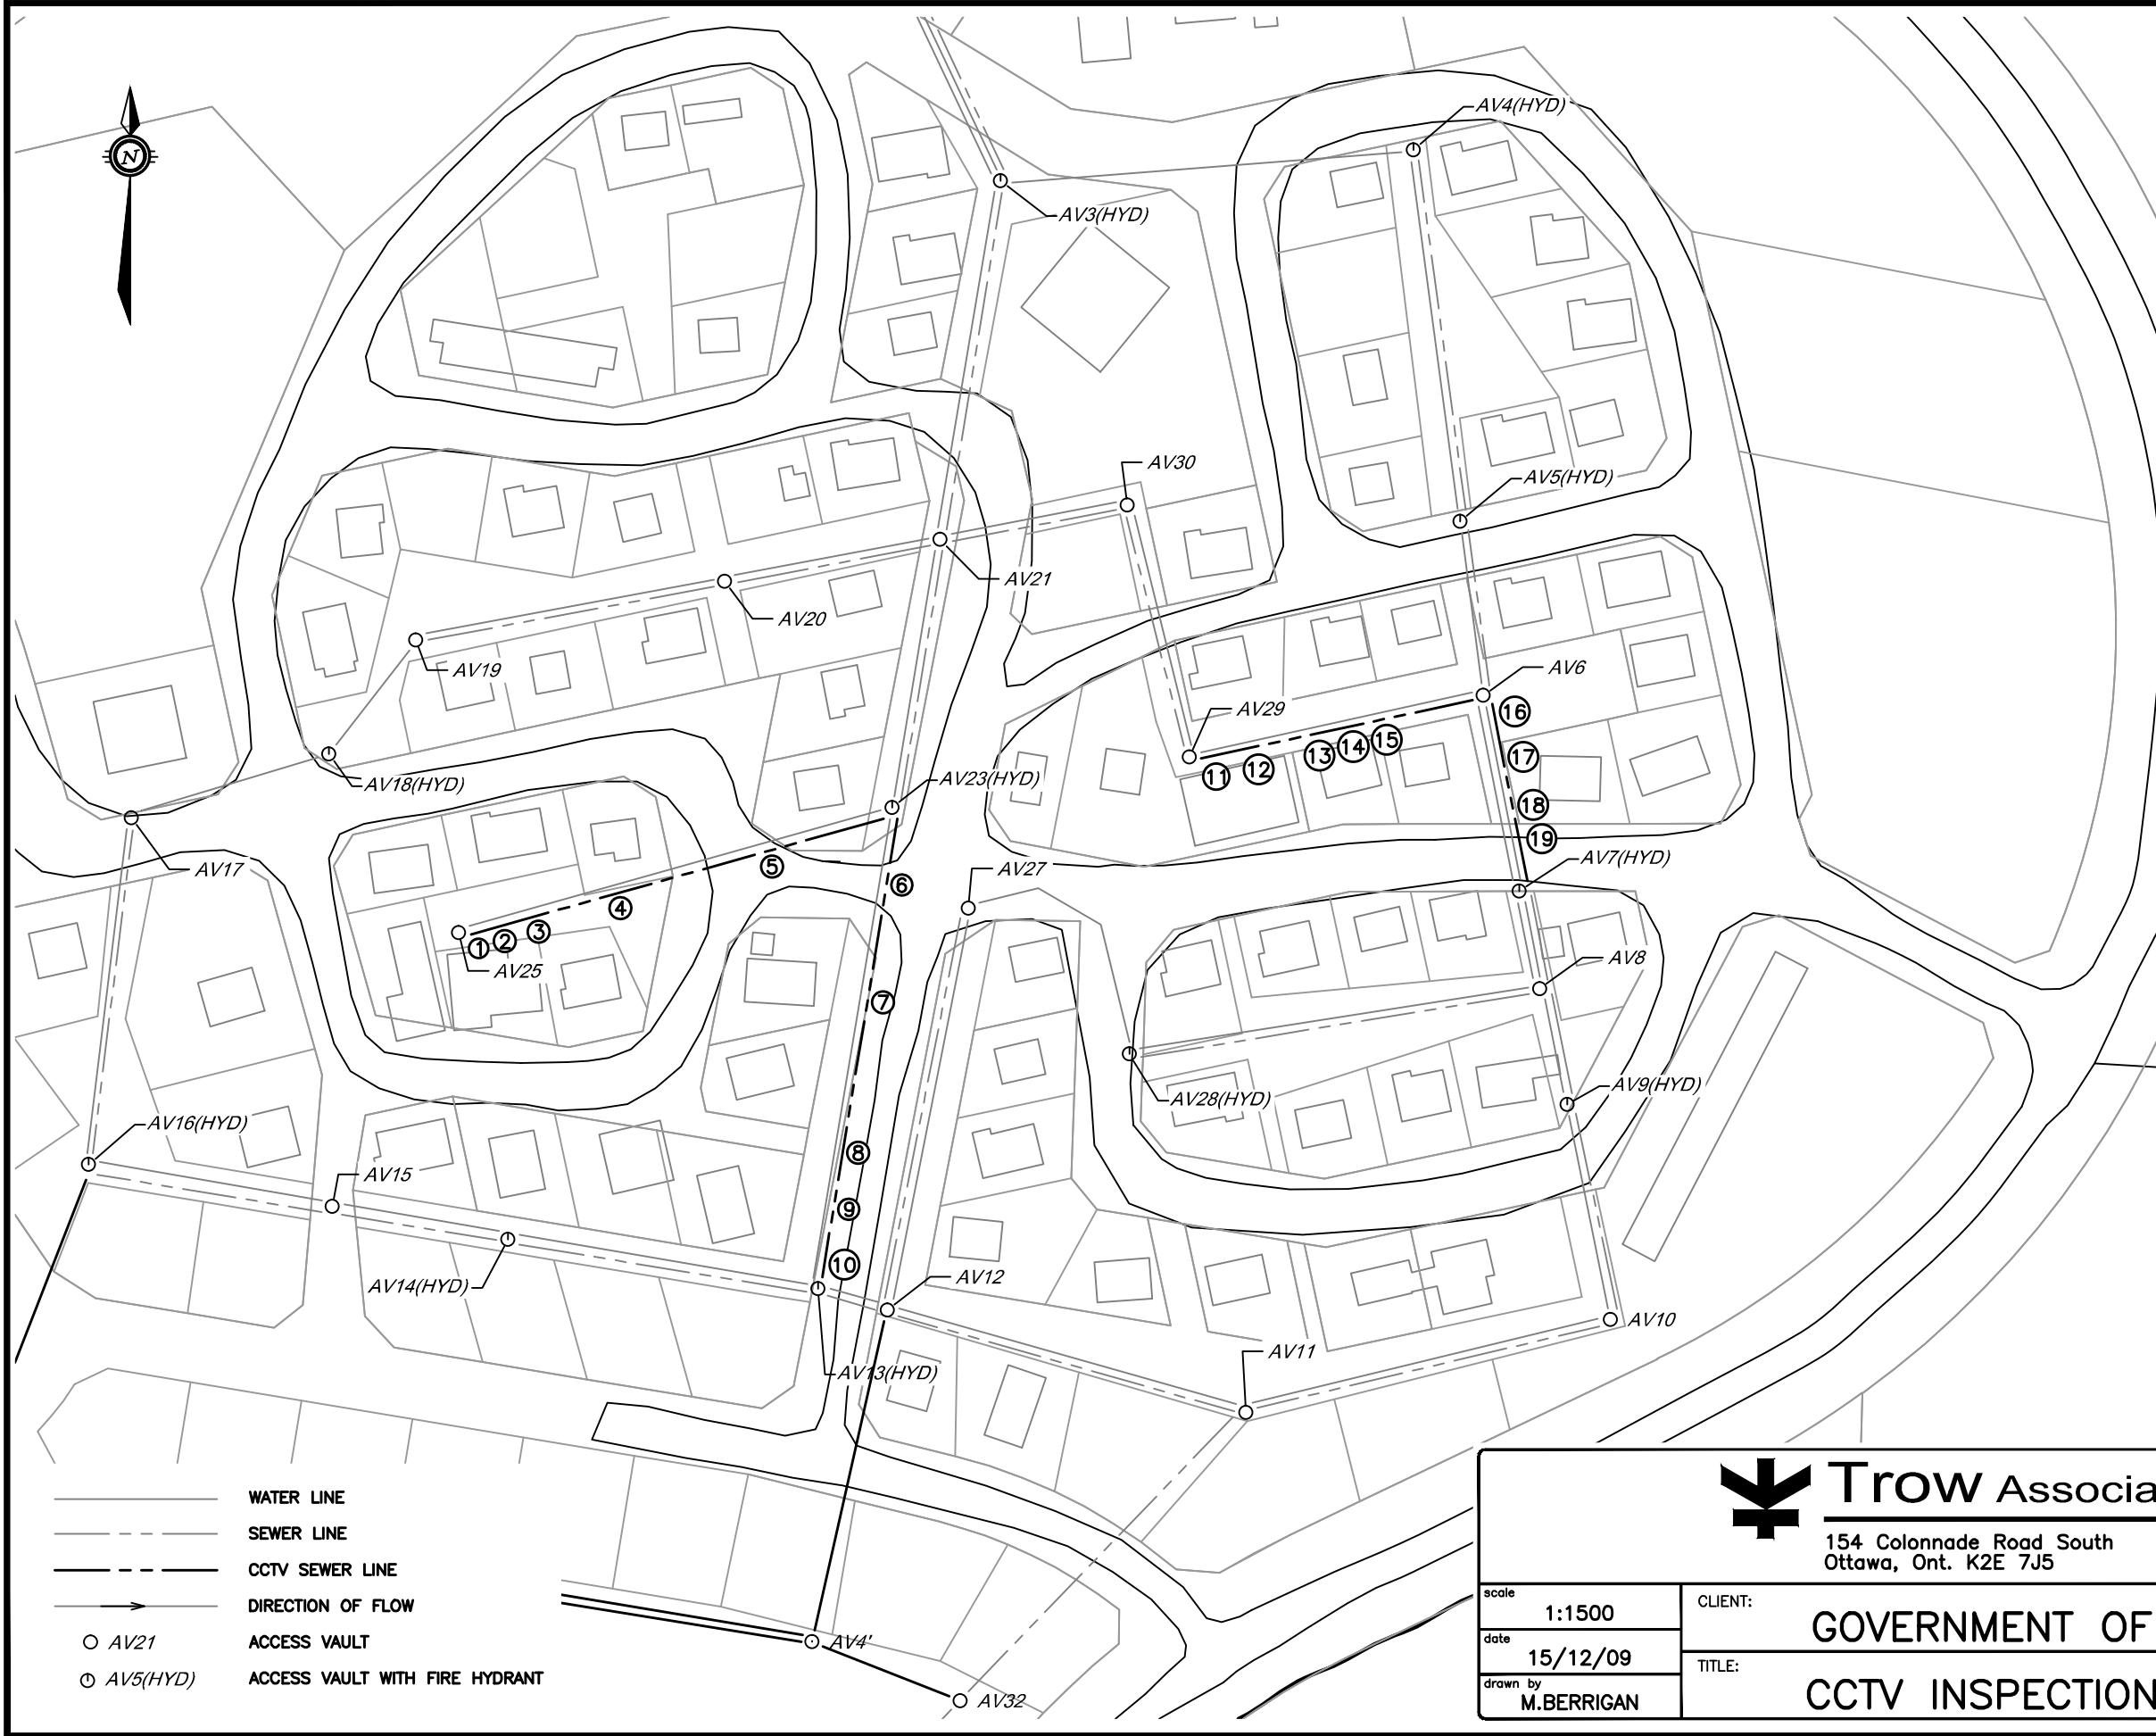 N
AV4(HYD)
AV3(HYD)
AV30
AV5(HYD)
AV21
AV20
AV19
AV6
AV29
16
17
15
14
13
12
11
18
19
AV18(HYD)
AV23(HYD)
AV17
AV27
AV7(HYD)
5
6
4
3
2
1
AV25
AV8
7
AV28(HYD)
AV9(HYD)
AV16(HYD)
8
AV15
9
10
AV14(HYD)
AV12
AV10
AV11
AV13(HYD)
AV4'
AV32
WATER LINE
SEWER LINE
CCTV SEWER LINE
DIRECTION OF FLOW
AV21 ACCESS VAULT
AV5(HYD) ACCESS VAULT WITH FIRE HYDRANT
Trow Associa
154 Colonnade Road South
Ottawa, Ont. K2E 7J5
scale
1:1500
date
15/12/09
drawn by
M.BERRIGAN
CLIENT:
GOVERNMENT OF
TITLE:
CCTV INSPECTION